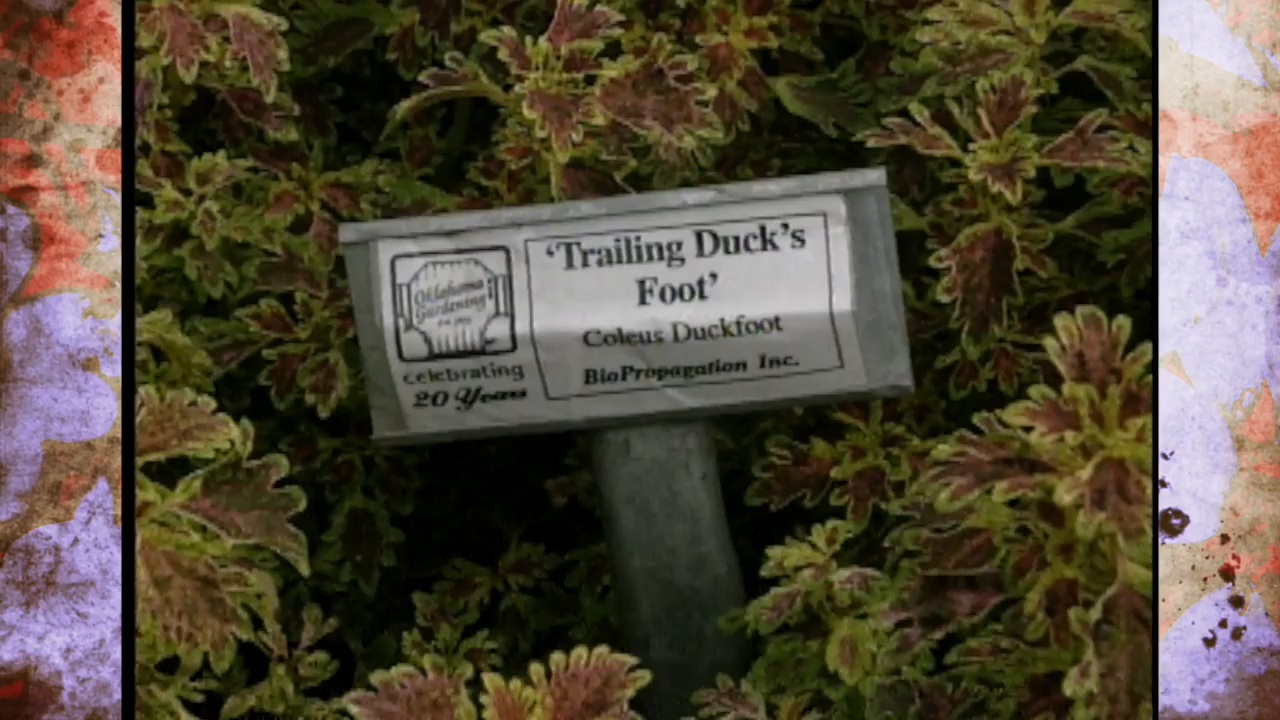 Oklahoma
Gardening
celebrating
20 Years
‘Trailing Duck’s
Foot’
Coleus Duckfoot
BioPropagation Inc.